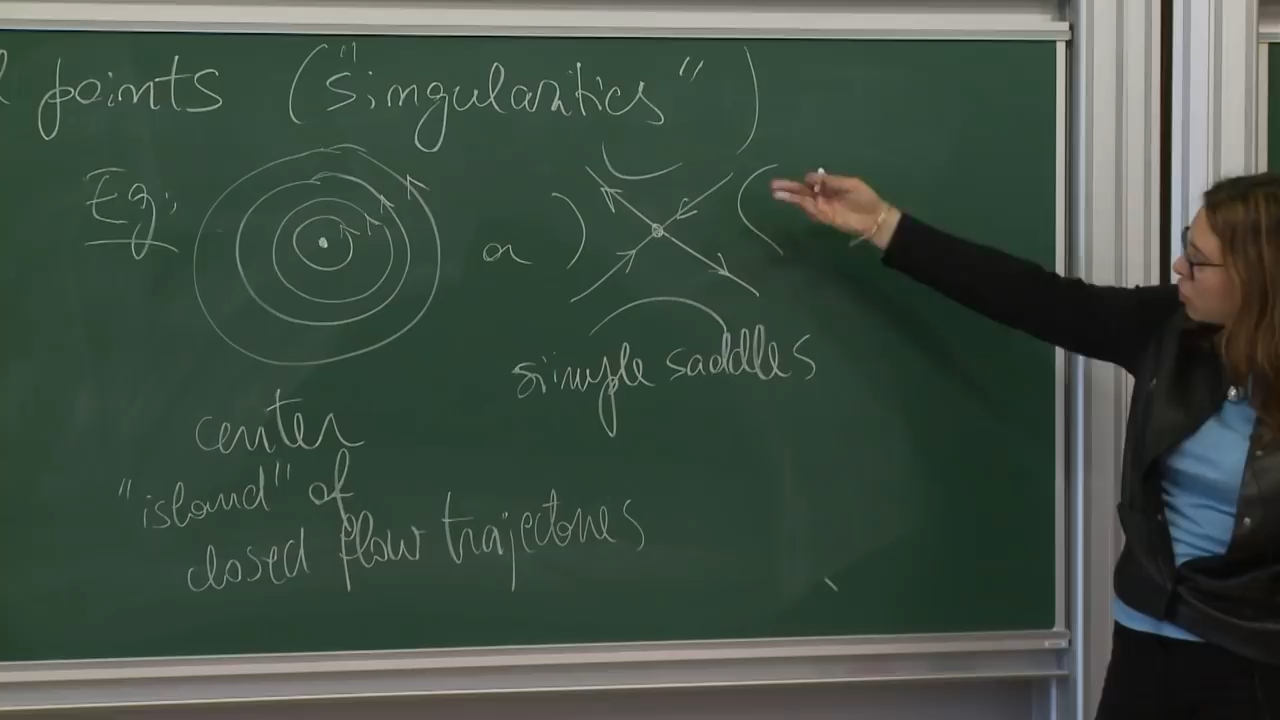 points ("singularities")
Eg:
or
simple saddles
center
"island" of
closed flow trajectories